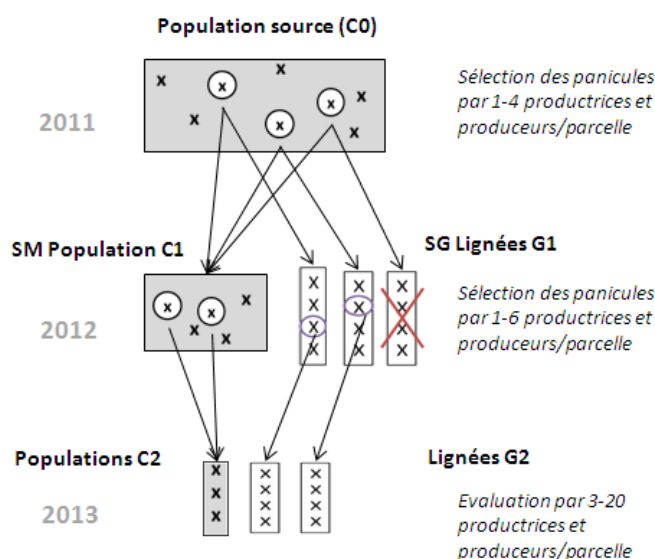 Population source (C0)
2011
Sélection des panicules
par 1-4 productrices et
producteurs/parcelle
SM Population C1
SG Lignées G1
2012
Sélection des panicules
par 1-6 productrices et
producteurs/parcelle
Populations C2
Lignées G2
2013
Evaluation par 3-20
productrices et
producteurs/parcelle